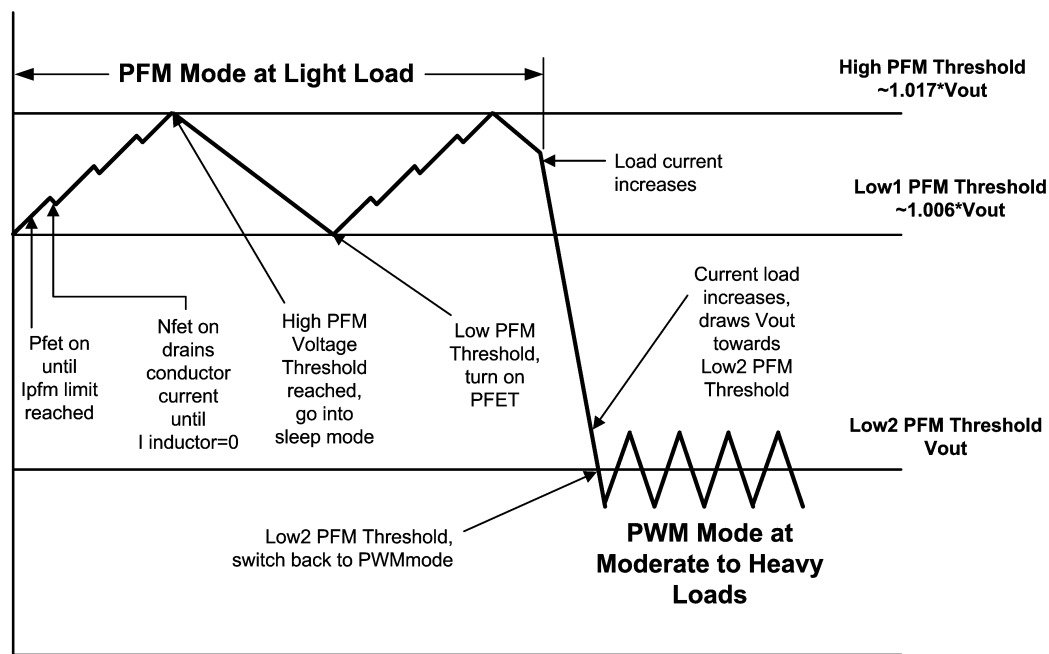 PFM Mode at Light Load
High PFM Threshold
~1.017*Vout
Load current
increases
Low1 PFM Threshold
~1.006*Vout
Pfet on
until
Ipfm limit
reached
Nfet on
drains
conductor
current
until
I inductor=0
High PFM
Voltage
Threshold
reached,
go into
sleep mode
Low PFM
Threshold,
turn on
PFET
Current load
increases,
draws Vout
towards
Low2 PFM
Threshold
Low2 PFM Threshold
Vout
Low2 PFM Threshold,
switch back to PWMmode
PWM Mode at
Moderate to Heavy
Loads